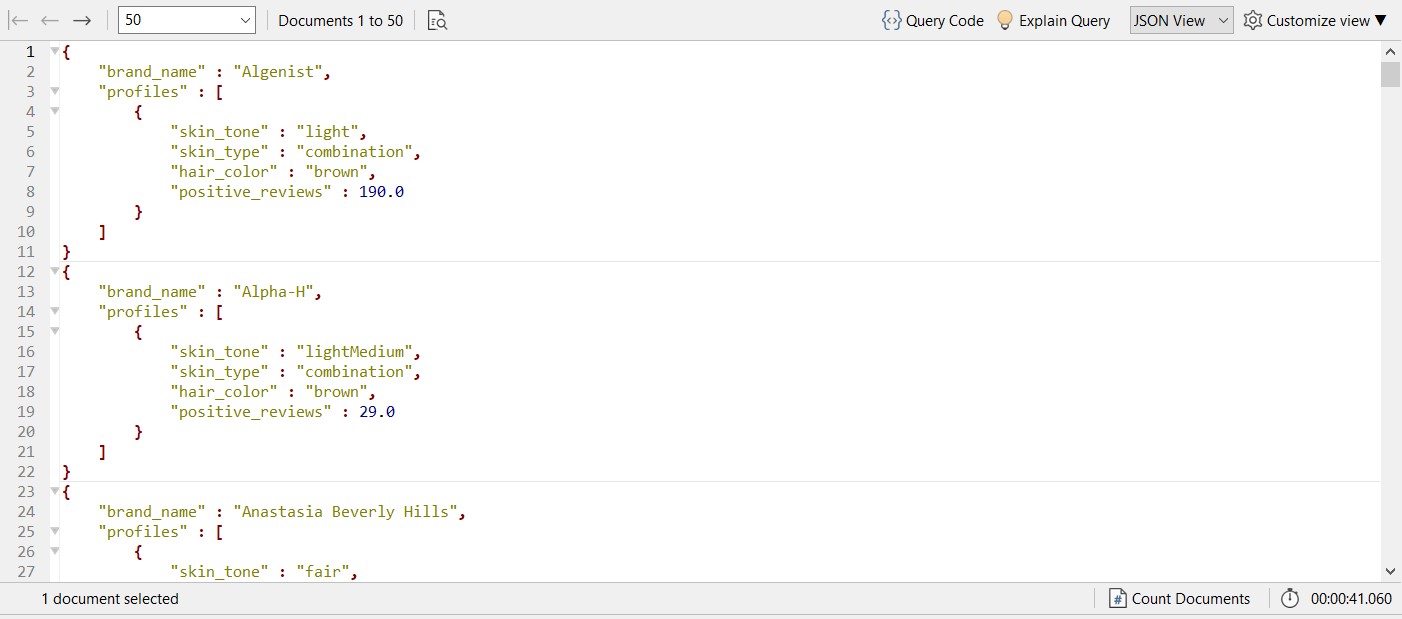 50 Documents 1 to 50 Query Code Explain Query JSON View Customize view ▼
1 {
2 "brand_name" : "Algenist",
3 "profiles" : [
4 {
5 "skin_tone" : "light",
6 "skin_type" : "combination",
7 "hair_color" : "brown",
8 "positive_reviews" : 190.0
9 }
10 ]
11 }
12 {
13 "brand_name" : "Alpha-H",
14 "profiles" : [
15 {
16 "skin_tone" : "lightMedium",
17 "skin_type" : "combination",
18 "hair_color" : "brown",
19 "positive_reviews" : 29.0
20 }
21 ]
22 }
23 {
24 "brand_name" : "Anastasia Beverly Hills",
25 "profiles" : [
26 {
27 "skin_tone" : "fair",
1 document selected # Count Documents 00:00:41.060